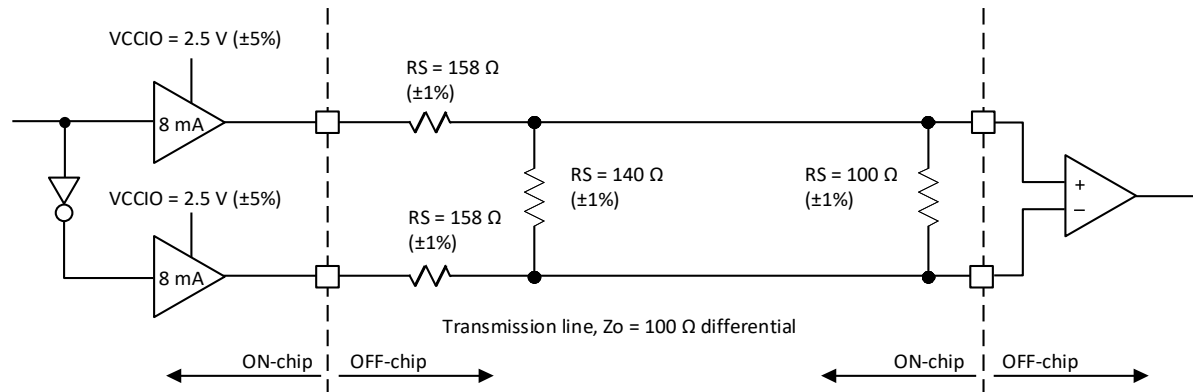 VCCIO = 2.5 V (±5%)
8 mA
RS = 158 Ω
(±1%)
RS = 140 Ω
(±1%)
RS = 100 Ω
(±1%)
+
−
VCCIO = 2.5 V (±5%)
8 mA
RS = 158 Ω
(±1%)
Transmission line, Zo = 100 Ω differential
ON-chip OFF-chip
ON-chip OFF-chip